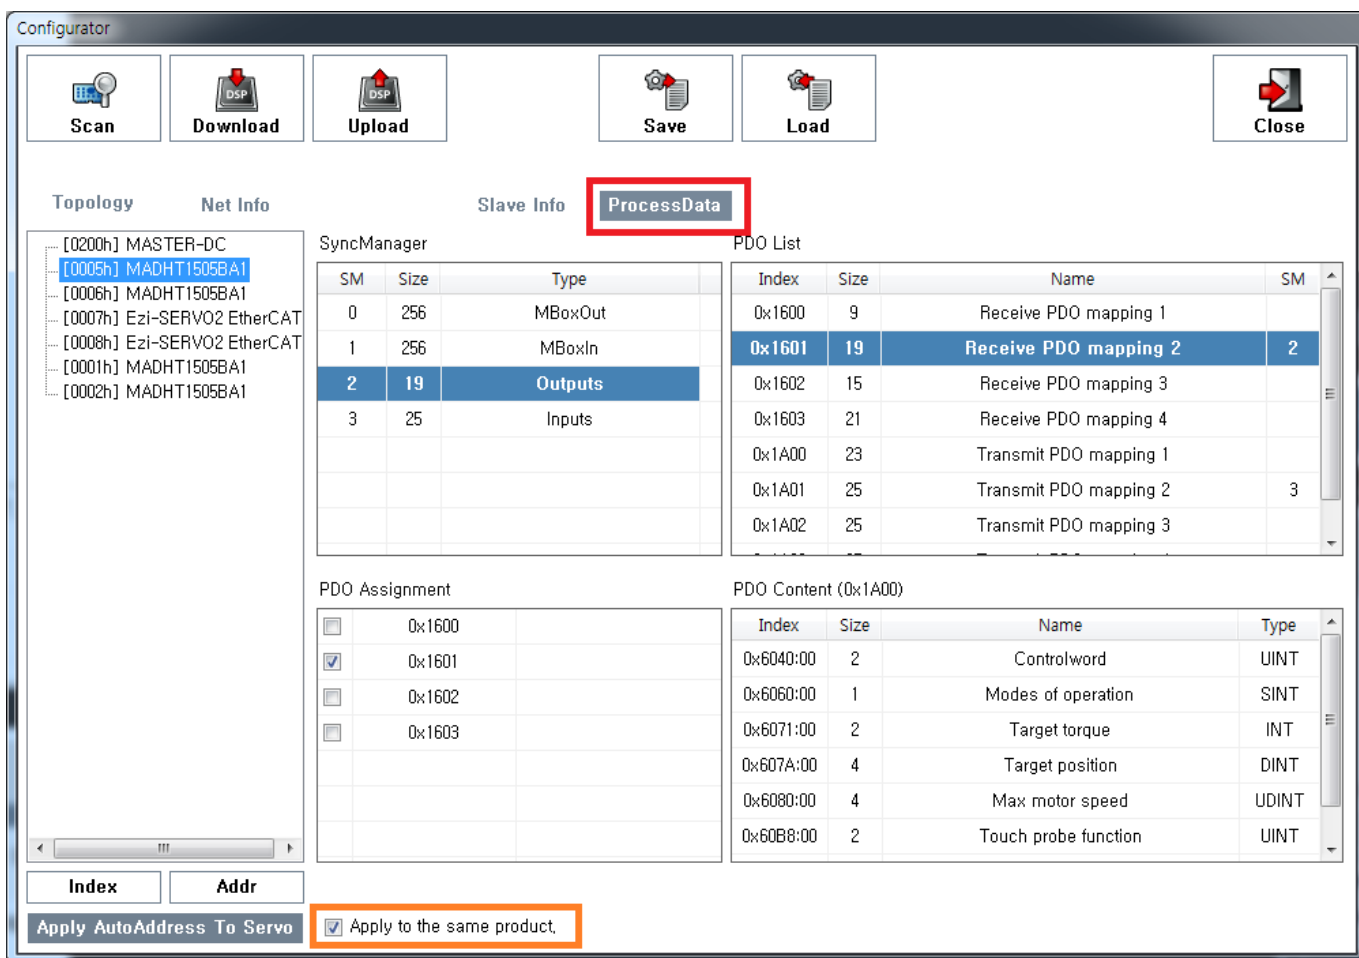 Configurator
Scan Download Upload Save Load Close
Topology Net Info Slave Info ProcessData
[0200h] MASTER-DC
[0005h] MADHT1505BA1
[0006h] MADHT1505BA1
[0007h] Ezi-SERVO2 EtherCAT
[0008h] Ezi-SERVO2 EtherCAT
[0001h] MADHT1505BA1
[0002h] MADHT1505BA1
SyncManager
SM Size Type
0 256 MBoxOut
1 256 MBoxIn
2 19 Outputs
3 25 Inputs
PDO List
Index Size Name SM
0x1600 9 Receive PDO mapping 1
0x1601 19 Receive PDO mapping 2 2
0x1602 15 Receive PDO mapping 3
0x1603 21 Receive PDO mapping 4
0x1A00 23 Transmit PDO mapping 1
0x1A01 25 Transmit PDO mapping 2 3
0x1A02 25 Transmit PDO mapping 3
PDO Assignment
0x1600
0x1601
0x1602
0x1603
PDO Content (0x1A00)
Index Size Name Type
0x6040:00 2 Controlword UINT
0x6060:00 1 Modes of operation SINT
0x6071:00 2 Target torque INT
0x607A:00 4 Target position DINT
0x6080:00 4 Max motor speed UDINT
0x60B8:00 2 Touch probe function UINT
Index Addr
Apply AutoAddress To Servo
Apply to the same product,